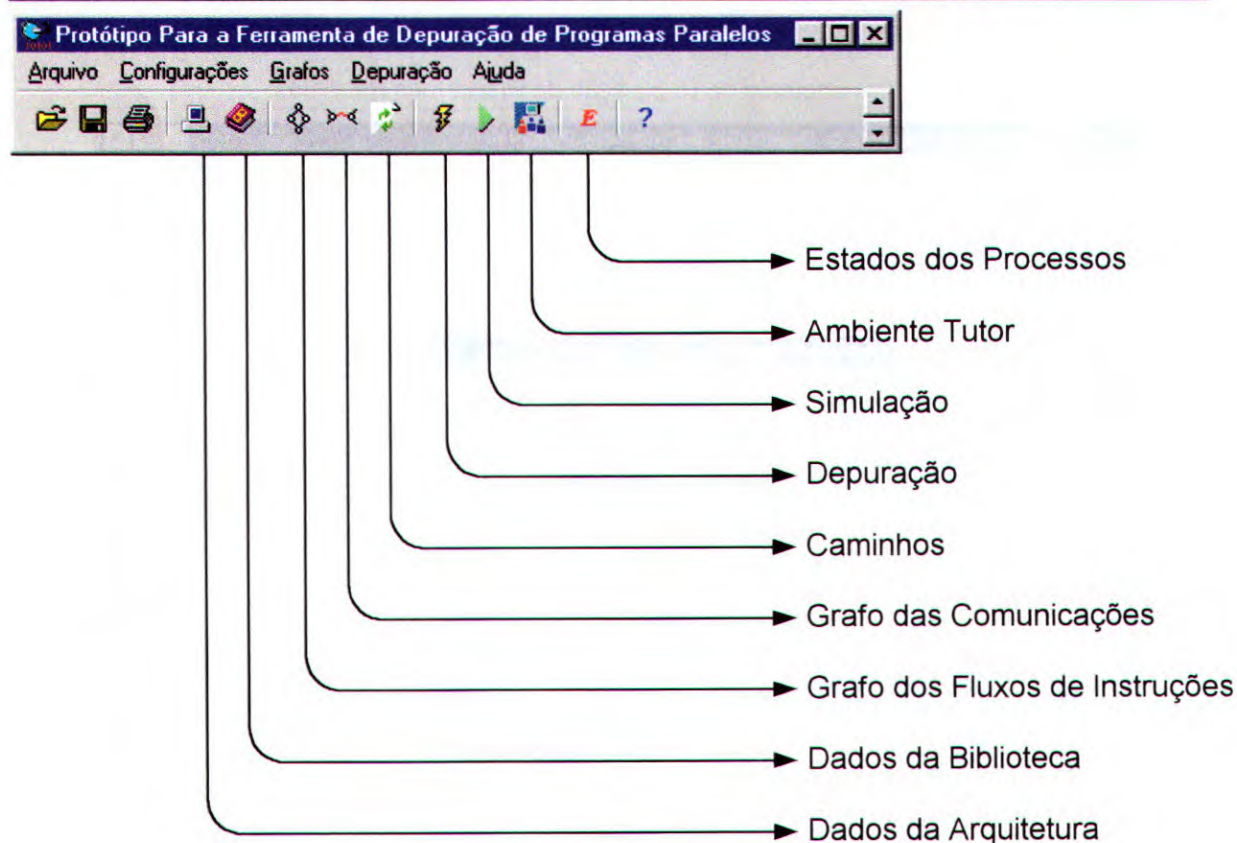 Protótipo Para a Ferramenta de Depuração de Programas Paralelos
Arquivo Configurações Grafos Depuração Ajuda
E ?
Estados dos Processos
Ambiente Tutor
Simulação
Depuração
Caminhos
Grafo das Comunicações
Grafo dos Fluxos de Instruções
Dados da Biblioteca
Dados da Arquitetura